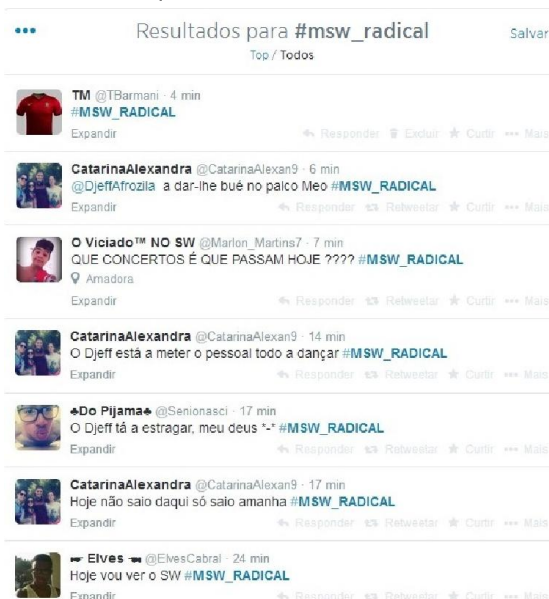 ••• Resultados para #msw_radical Salvar
Top / Todos
TM @TBarmani · 4 min
#MSW_RADICAL
Expandir Responder Excluir Curtir ••• Mais
CatarinaAlexandra @CatarinaAlexan9 · 6 min
@DjeffAfrozila a dar-lhe bué no palco Meo #MSW_RADICAL
Expandir Responder Retweetar Curtir ••• Mais
O Viciado™ NO SW @Marlon_Martins7 · 7 min
QUE CONCERTOS É QUE PASSAM HOJE ???? #MSW_RADICAL
Amadora
Expandir Responder Retweetar Curtir ••• Mais
CatarinaAlexandra @CatarinaAlexan9 · 14 min
O Djeff está a meter o pessoal todo a dançar #MSW_RADICAL
Expandir Responder Retweetar Curtir ••• Mais
♣Do Pijama♣ @Senionasci · 17 min
O Djeff tá a estragar, meu deus *-* #MSW_RADICAL
Expandir Responder Retweetar Curtir ••• Mais
CatarinaAlexandra @CatarinaAlexan9 · 17 min
Hoje não saio daqui só saio amanha #MSW_RADICAL
Expandir Responder Retweetar Curtir ••• Mais
Elves @ElvesCabral · 24 min
Hoje vou ver o SW #MSW_RADICAL
Expandir Responder Retweetar Curtir ••• Mais